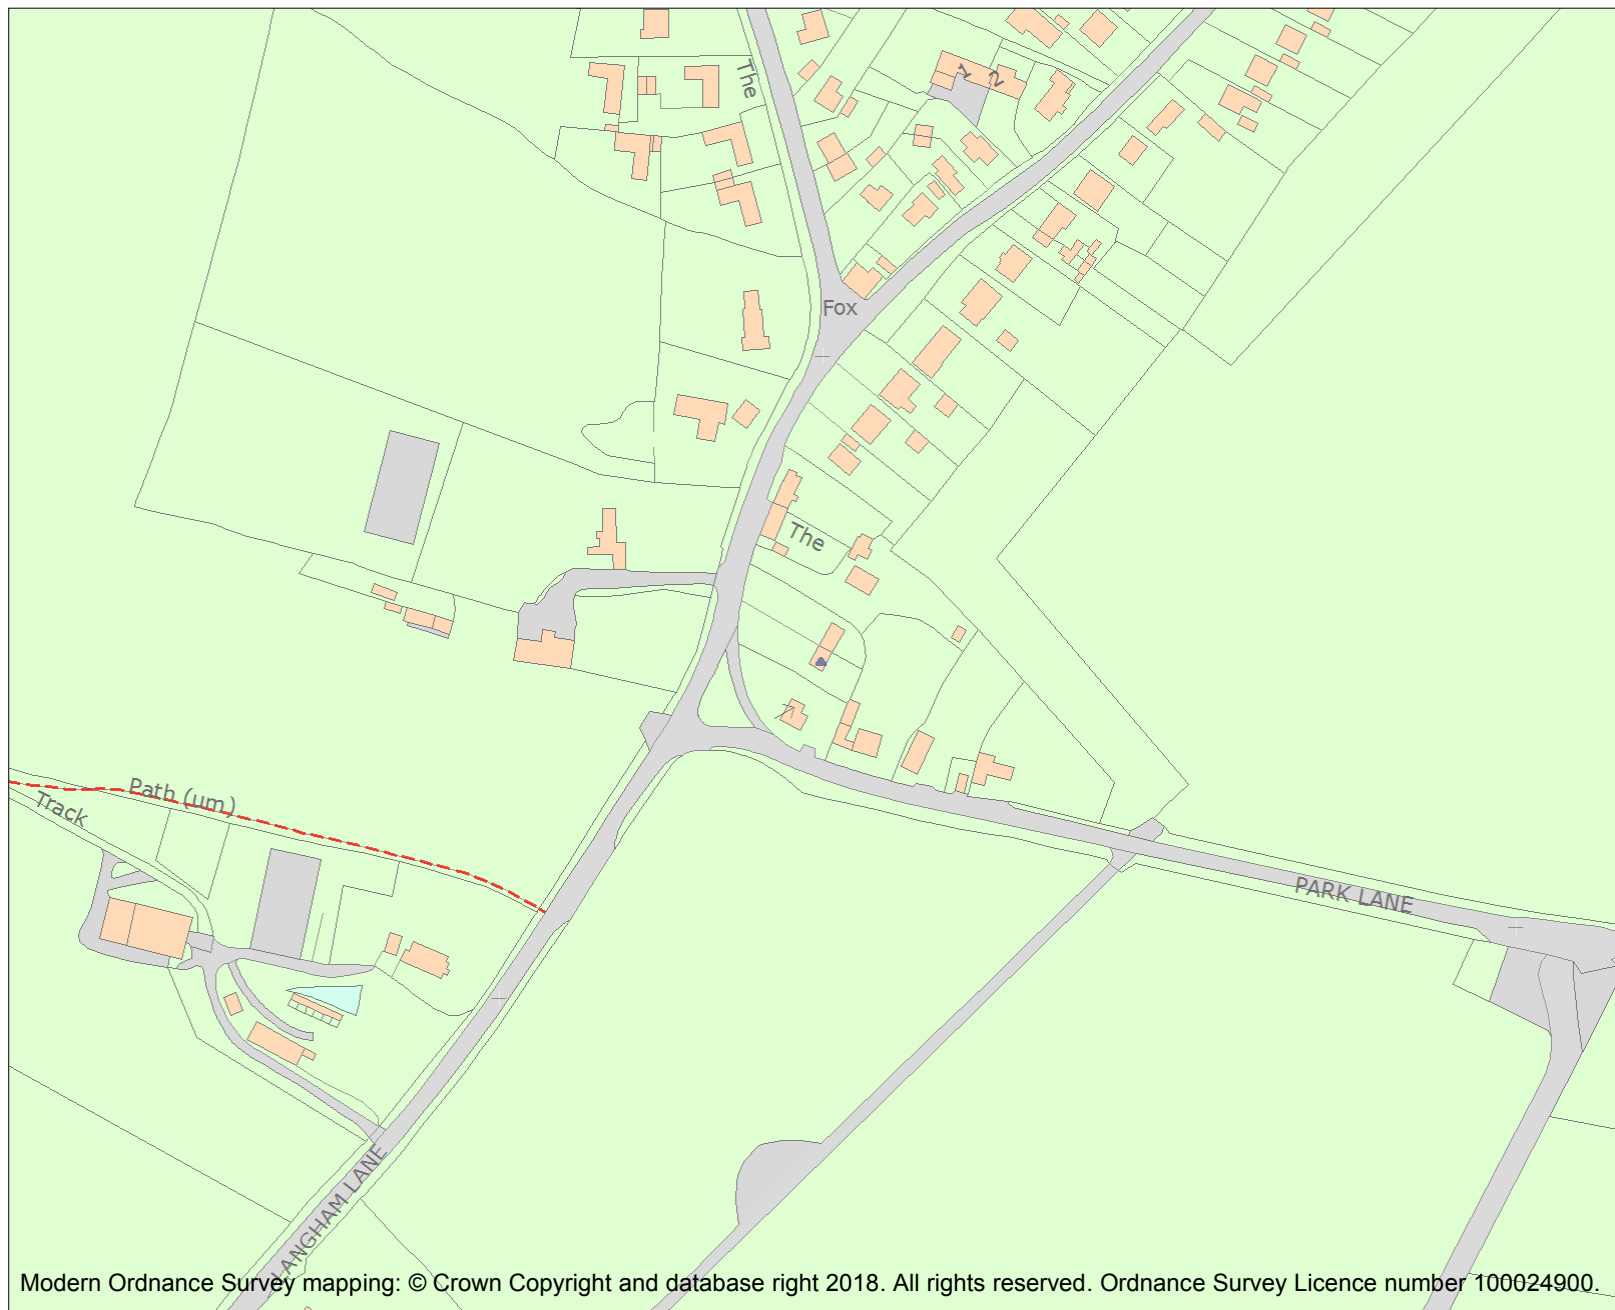 The
1
2
Fox
The
7
Path (um)
Track
PARK LANE
LANGHAM LANE
Modern Ordnance Survey mapping: © Crown Copyright and database right 2018. All rights reserved. Ordnance Survey Licence number 100024900.